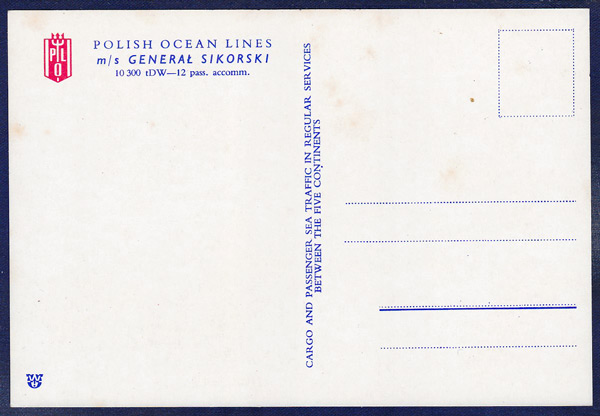 PLO
POLISH OCEAN LINES
m/s GENERAŁ SIKORSKI
10 300 tDW—12 pass. accomm.
CARGO AND PASSENGER SEA TRAFFIC IN REGULAR SERVICES
BETWEEN THE FIVE CONTINENTS